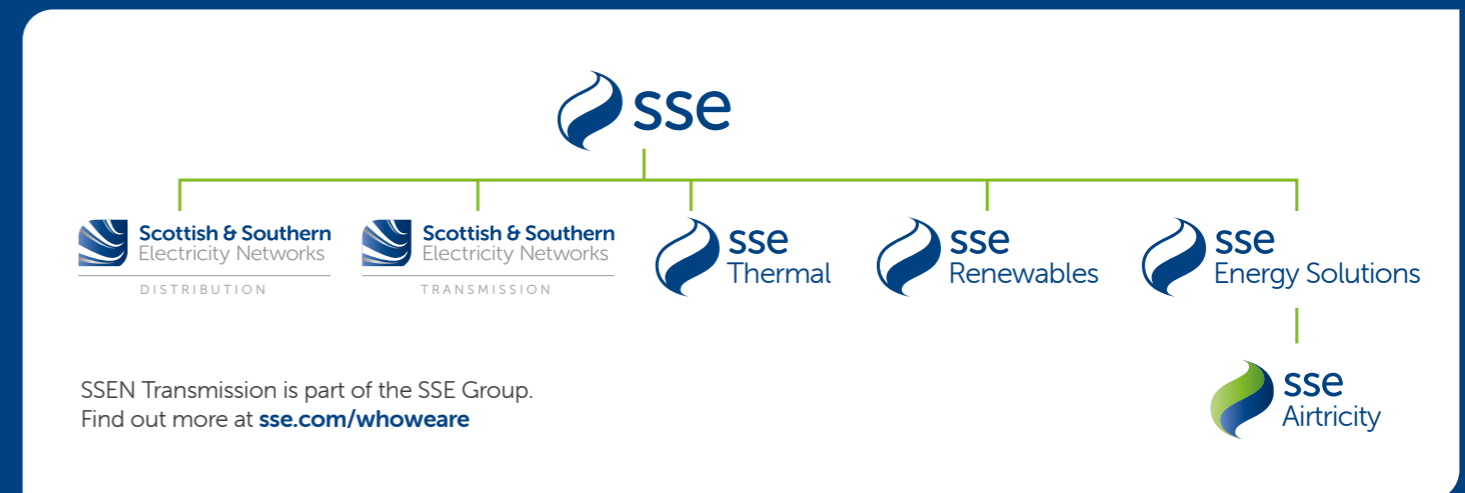 sse
Scottish & Southern
Electricity Networks
DISTRIBUTION
Scottish & Southern
Electricity Networks
TRANSMISSION
sse
Thermal
sse
Renewables
sse
Energy Solutions
sse
Airtricity
SSEN Transmission is part of the SSE Group.
Find out more at sse.com/whoweare